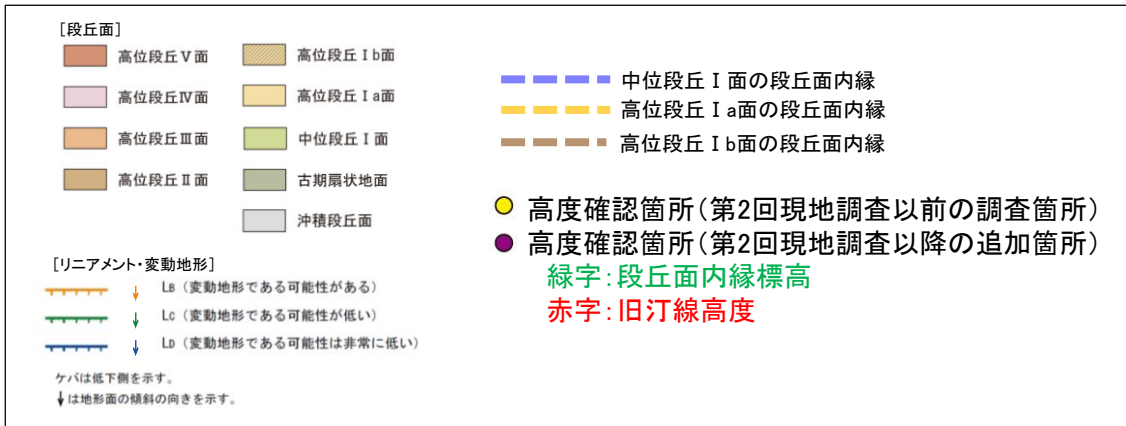 [段丘面]
高位段丘Ⅴ面
高位段丘Ⅳ面
高位段丘Ⅲ面
高位段丘Ⅱ面
高位段丘Ⅰb面
高位段丘Ⅰa面
中位段丘Ⅰ面
古期扇状地面
沖積段丘面
[リニアメント・変動地形]
LB (変動地形である可能性がある)
LC (変動地形である可能性が低い)
LD (変動地形である可能性は非常に低い)
ケバは低下側を示す。
↓は地形面の傾斜の向きを示す。
中位段丘Ⅰ面の段丘面内縁
高位段丘Ⅰa面の段丘面内縁
高位段丘Ⅰb面の段丘面内縁
高度確認箇所(第2回現地調査以前の調査箇所)
高度確認箇所(第2回現地調査以降の追加箇所)
緑字:段丘面内縁標高
赤字:旧汀線高度